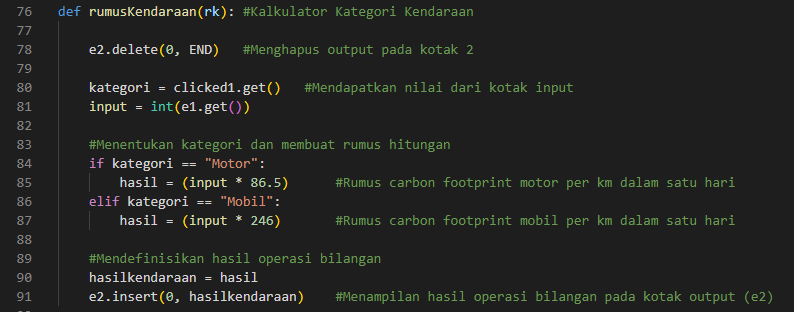 76 def rumusKendaraan(rk): #Kalkulator Kategori Kendaraan
77
78     e2.delete(0, END)   #Menghapus output pada kotak 2
79
80     kategori = clicked1.get()   #Mendapatkan nilai dari kotak input
81     input = int(e1.get())
82
83     #Menentukan kategori dan membuat rumus hitungan
84     if kategori == "Motor":
85         hasil = (input * 86.5)      #Rumus carbon footprint motor per km dalam satu hari
86     elif kategori == "Mobil":
87         hasil = (input * 246)       #Rumus carbon footprint mobil per km dalam satu hari
88
89     #Mendefinisikan hasil operasi bilangan
90     hasilkendaraan = hasil
91     e2.insert(0, hasilkendaraan)    #Menampilan hasil operasi bilangan pada kotak output (e2)